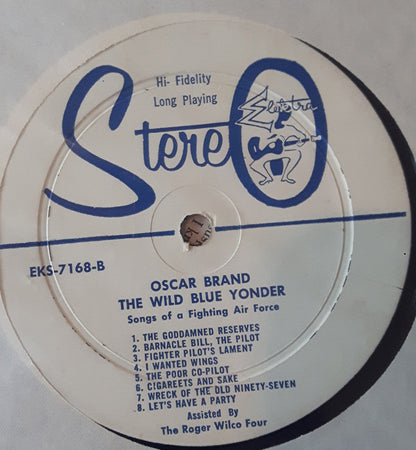 Hi- Fidelity
Long Playing
Stereo
Elektra
EKS-7168-B
OSCAR BRAND
THE WILD BLUE YONDER
Songs of a Fighting Air Force
1. THE GODDAMNED RESERVES
2. BARNACLE BILL, THE PILOT
3. FIGHTER PILOT'S LAMENT
4. I WANTED WINGS
5. THE POOR CO-PILOT
6. CIGAREETS AND SAKE
7. WRECK OF THE OLD NINETY-SEVEN
8. LET'S HAVE A PARTY
Assisted By
The Roger Wilco Four